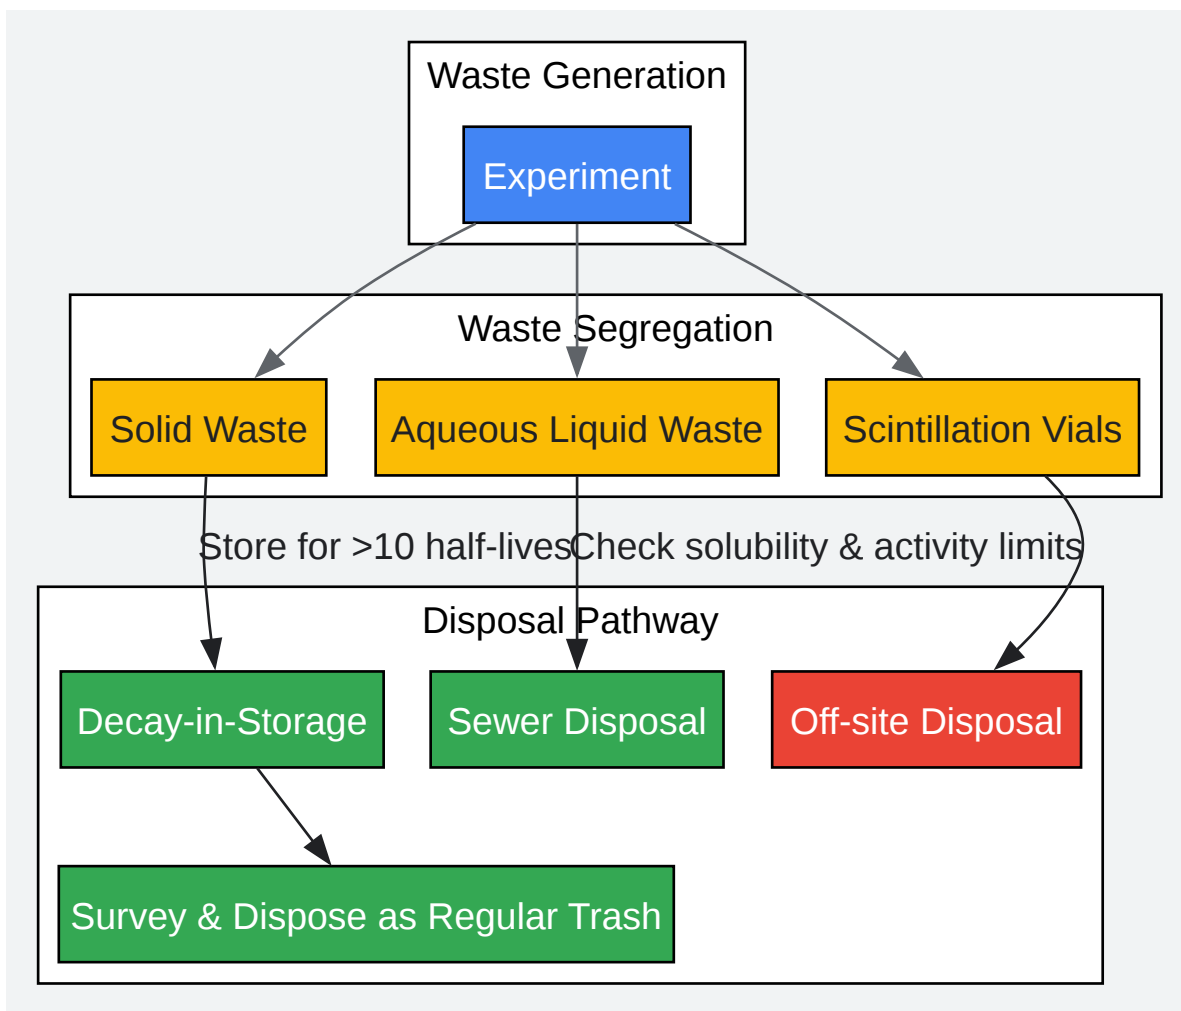 Waste Generation
Experiment
Waste Segregation
Solid Waste
Aqueous Liquid Waste
Scintillation Vials
Store for >10 half-lives
Check solubility & activity limits
Disposal Pathway
Decay-in-Storage
Sewer Disposal
Off-site Disposal
Survey & Dispose as Regular Trash